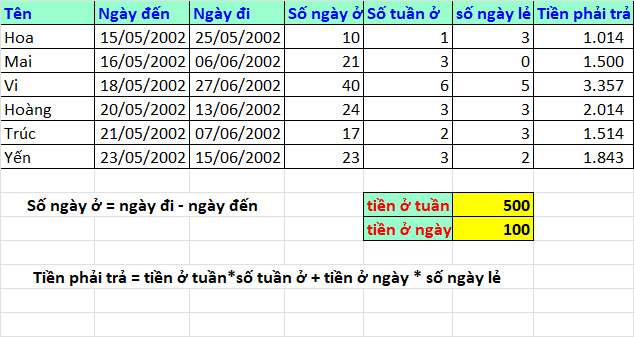 Tên Ngày đến Ngày đi Số ngày ở Số tuần ở số ngày lẻ Tiền phải trả
Hoa 15/05/2002 25/05/2002 10 1 3 1.014
Mai 16/05/2002 06/06/2002 21 3 0 1.500
Vi 18/05/2002 27/06/2002 40 6 5 3.357
Hoàng 20/05/2002 13/06/2002 24 3 3 2.014
Trúc 21/05/2002 07/06/2002 17 2 3 1.514
Yến 23/05/2002 15/06/2002 23 3 2 1.843
Số ngày ở = ngày đi - ngày đến tiền ở tuần 500
tiền ở ngày 100
Tiền phải trả = tiền ở tuần*số tuần ở + tiền ở ngày * số ngày lẻ